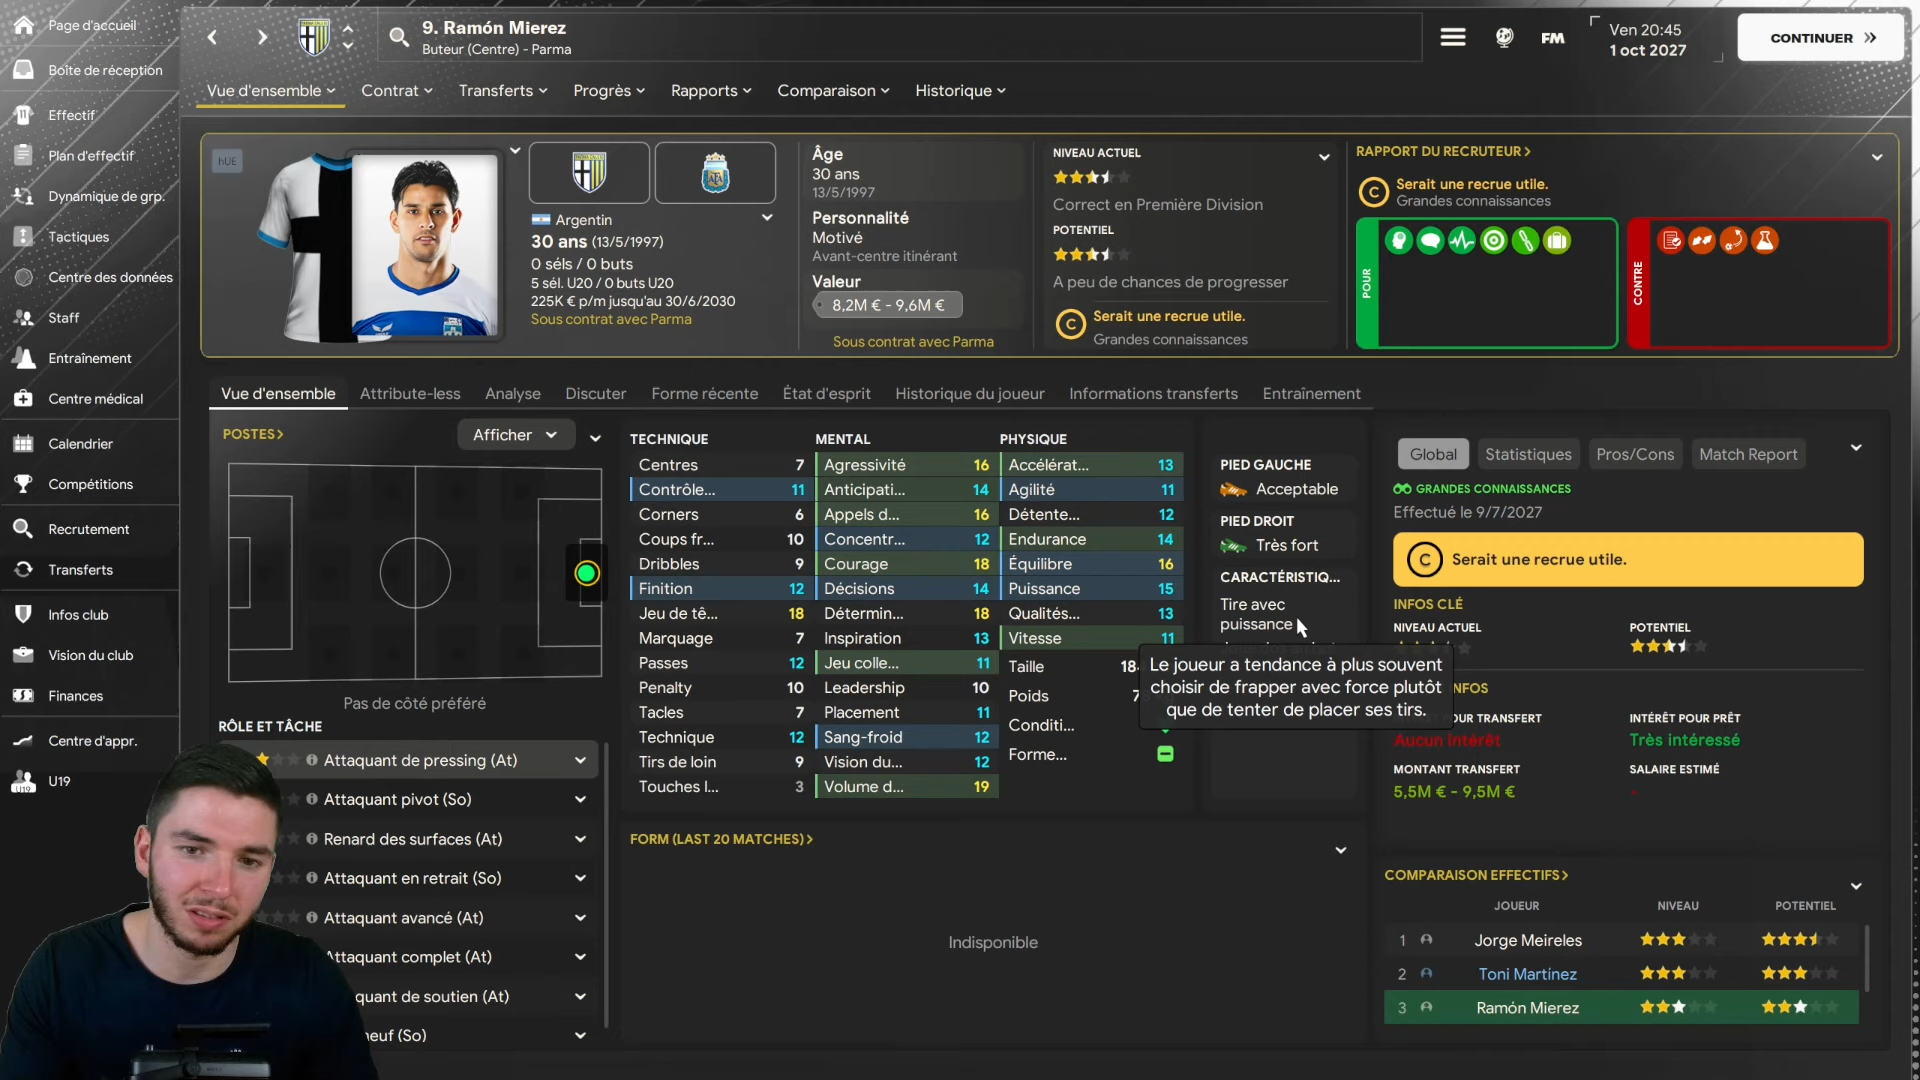 Page d'accueil
Boîte de réception
Effectif
Plan d'effectif
Dynamique de grp.
Tactiques
Centre des données
Staff
Entraînement
Centre médical
Calendrier
Compétitions
Recrutement
Transferts
Infos club
Vision du club
Finances
Centre d'appr.
U19
U19
9. Ramón Mierez
Buteur (Centre) - Parma
FM
Ven 20:45
1 oct 2027
CONTINUER
Vue d'ensemble
Contrat
Transferts
Progrès
Rapports
Comparaison
Historique
hUE
Argentin
30 ans (13/5/1997)
0 séls / 0 buts
5 sél. U20 / 0 buts U20
225K € p/m jusqu'au 30/6/2030
Sous contrat avec Parma
Âge
30 ans
13/5/1997
Personnalité
Motivé
Avant-centre itinérant
Valeur
8,2M € - 9,6M €
Sous contrat avec Parma
NIVEAU ACTUEL
Correct en Première Division
POTENTIEL
A peu de chances de progresser
C
Serait une recrue utile.
Grandes connaissances
RAPPORT DU RECRUTEUR >
C
Serait une recrue utile.
Grandes connaissances
POUR
CONTRE
Vue d'ensemble
Attribute-less
Analyse
Discuter
Forme récente
État d'esprit
Historique du joueur
Informations transferts
Entraînement
POSTES >
Afficher
Pas de côté préféré
RÔLE ET TÂCHE
Attaquant de pressing (At)
Attaquant pivot (So)
Renard des surfaces (At)
Attaquant en retrait (So)
Attaquant avancé (At)
Attaquant complet (At)
quant de soutien (At)
neuf (So)
TECHNIQUE
Centres 7
Contrôle... 11
Corners 6
Coups fr... 10
Dribbles 9
Finition 12
Jeu de tê... 18
Marquage 7
Passes 12
Penalty 10
Tacles 7
Technique 12
Tirs de loin 9
Touches l... 3
MENTAL
Agressivité 16
Anticipati... 14
Appels d... 16
Concentr... 12
Courage 18
Décisions 14
Détermin... 18
Inspiration 13
Jeu colle... 11
Leadership 10
Placement 11
Sang-froid 12
Vision du... 12
Volume d... 19
PHYSIQUE
Accélérat... 13
Agilité 11
Détente... 12
Endurance 14
Équilibre 16
Puissance 15
Qualités... 13
Vitesse 11
Taille 18
Poids 7
Conditi...
Forme...
PIED GAUCHE
Acceptable
PIED DROIT
Très fort
CARACTÉRISTIQ...
Tire avec
puissance
Le joueur a tendance à plus souvent
choisir de frapper avec force plutôt
que de tenter de placer ses tirs.
FORM (LAST 20 MATCHES) >
Indisponible
Global
Statistiques
Pros/Cons
Match Report
GRANDES CONNAISSANCES
Effectué le 9/7/2027
C
Serait une recrue utile.
INFOS CLÉ
NIVEAU ACTUEL
POTENTIEL
NFOS
POUR TRANSFERT
Aucun intérêt
INTÉRÊT POUR PRÊT
Très intéressé
MONTANT TRANSFERT
5,5M € - 9,5M €
SALAIRE ESTIMÉ
-
COMPARAISON EFFECTIFS >
JOUEUR NIVEAU POTENTIEL
1 Jorge Meireles
2 Toni Martínez
3 Ramón Mierez